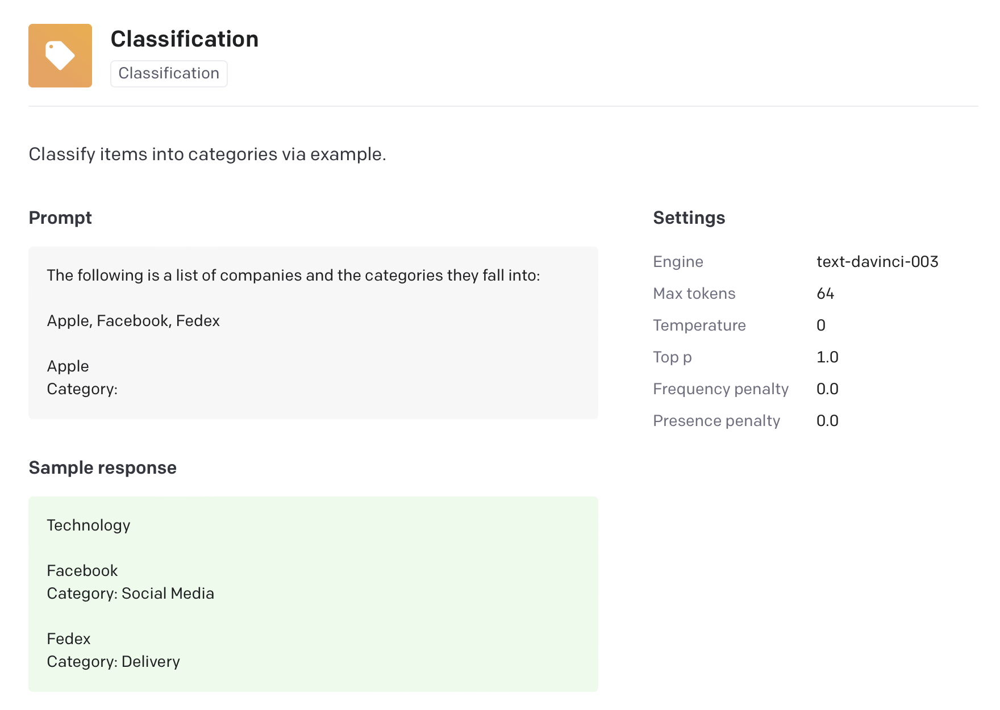 Classification
Classification
Classify items into categories via example.
Prompt
The following is a list of companies and the categories they fall into:
Apple, Facebook, Fedex
Apple
Category:
Settings
Engine text-davinci-003
Max tokens 64
Temperature 0
Top p 1.0
Frequency penalty 0.0
Presence penalty 0.0
Sample response
Technology
Facebook
Category: Social Media
Fedex
Category: Delivery